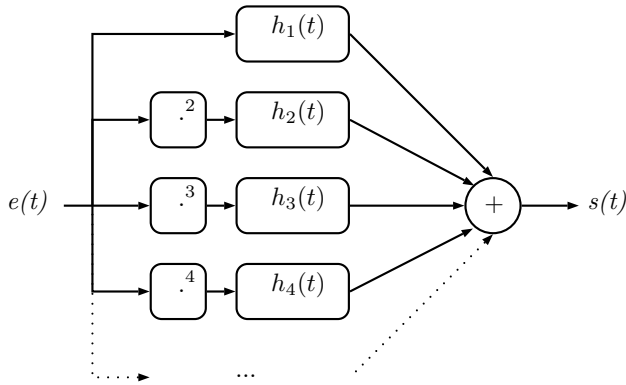 h₁(t)
.² h₂(t)
e(t) .³ h₃(t) + s(t)
.⁴ h₄(t)
...